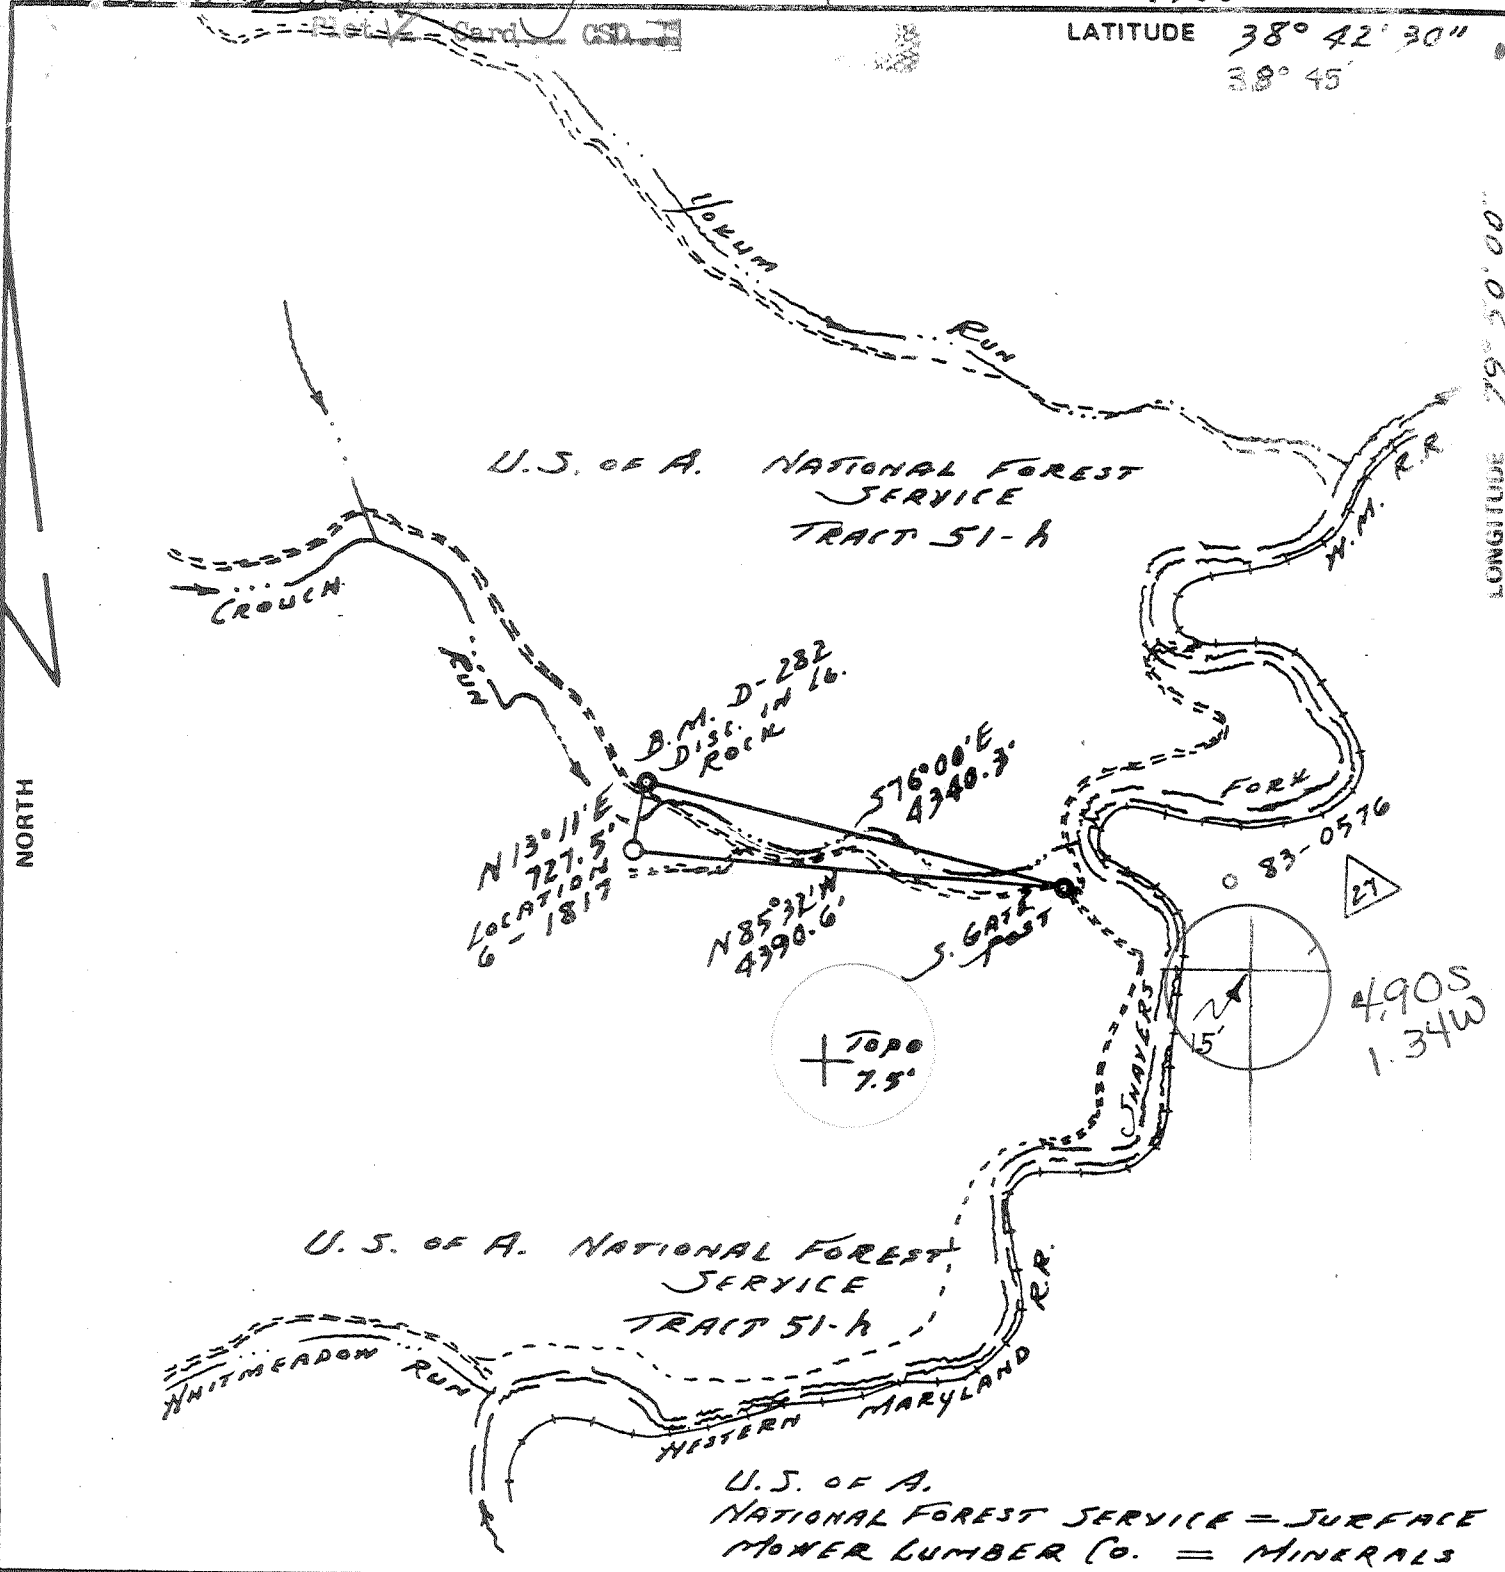 Plot Card CSD
LATITUDE 38° 42' 30"
38° 45'
LONGITUDE 79° 50' 00"
YOKUM
RUN
U.S. OF A. NATIONAL FOREST
SERVICE
TRACT 51-h
W.M. R.R.
CROUCH
RUN
B.M. D-282
DISC. IN LG.
ROCK
S76°00'E
4340.3'
FORK
NORTH
N13°11'E
727.5'
LOCATION
6-1817
N85°32'W
4390.6'
S. GATE
POST
83-0576
27
4.90S
1.34W
15'
TOPO
7.5'
SHAVERS
U.S. OF A. NATIONAL FOREST
SERVICE
TRACT 51-h
R.R.
WHITMEADOW RUN
WESTERN MARYLAND
U.S. OF A.
NATIONAL FOREST SERVICE = SURFACE
MOWER LUMBER CO. = MINERALS